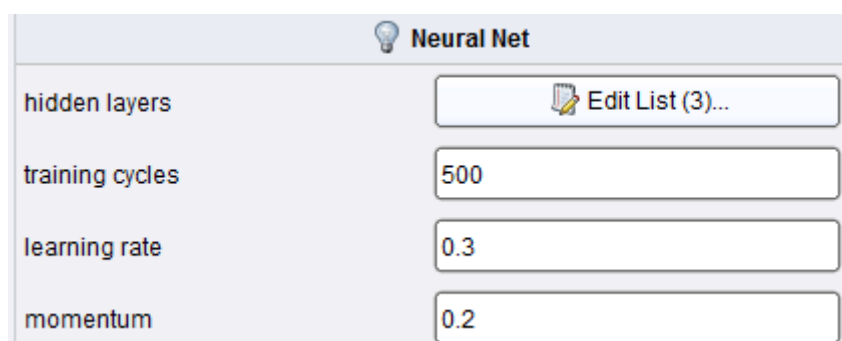 Neural Net
hidden layers Edit List (3)...
training cycles 500
learning rate 0.3
momentum 0.2